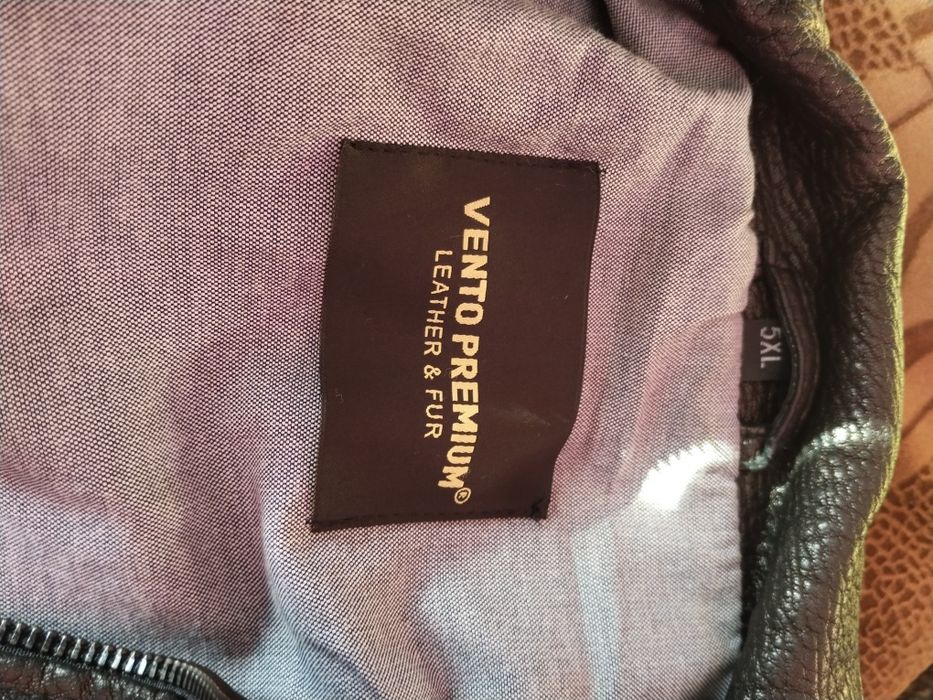 VENTO PREMIUM®
LEATHER & FUR
5XL